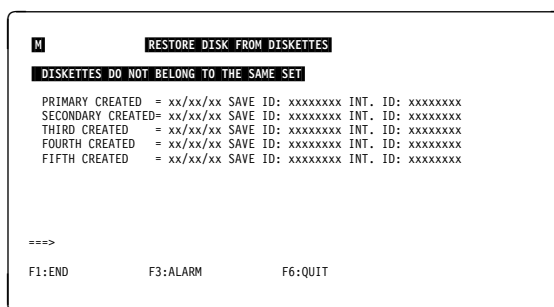 M RESTORE DISK FROM DISKETTES
DISKETTES DO NOT BELONG TO THE SAME SET
PRIMARY CREATED = xx/xx/xx SAVE ID: xxxxxxxx INT. ID: xxxxxxxx
SECONDARY CREATED= xx/xx/xx SAVE ID: xxxxxxxx INT. ID: xxxxxxxx
THIRD CREATED = xx/xx/xx SAVE ID: xxxxxxxx INT. ID: xxxxxxxx
FOURTH CREATED = xx/xx/xx SAVE ID: xxxxxxxx INT. ID: xxxxxxxx
FIFTH CREATED = xx/xx/xx SAVE ID: xxxxxxxx INT. ID: xxxxxxxx
===>
F1:END F3:ALARM F6:QUIT